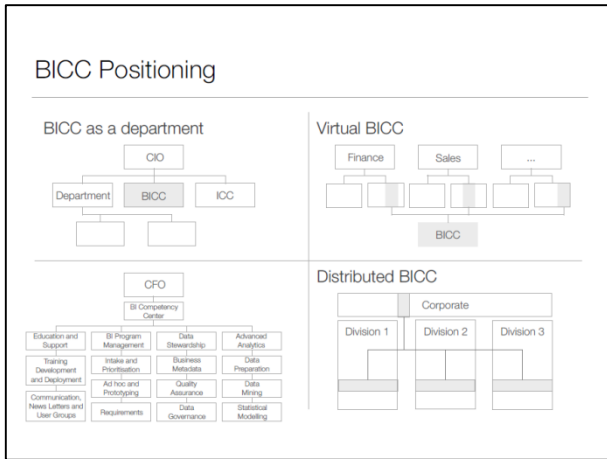 BICC Positioning
BICC as a department
CIO
Department
BICC
ICC
Virtual BICC
Finance
Sales
...
BICC
CFO
BI Competency
Center
Education and
Support
BI Program
Management
Data
Stewardship
Advanced
Analytics
Training
Development
and Deployment
Intake and
Prioritisation
Business
Metadata
Data
Preparation
Communication,
News Letters and
User Groups
Ad hoc and
Prototyping
Quality
Assurance
Data
Mining
Requirements
Data
Governance
Statistical
Modelling
Distributed BICC
Corporate
Division 1
Division 2
Division 3